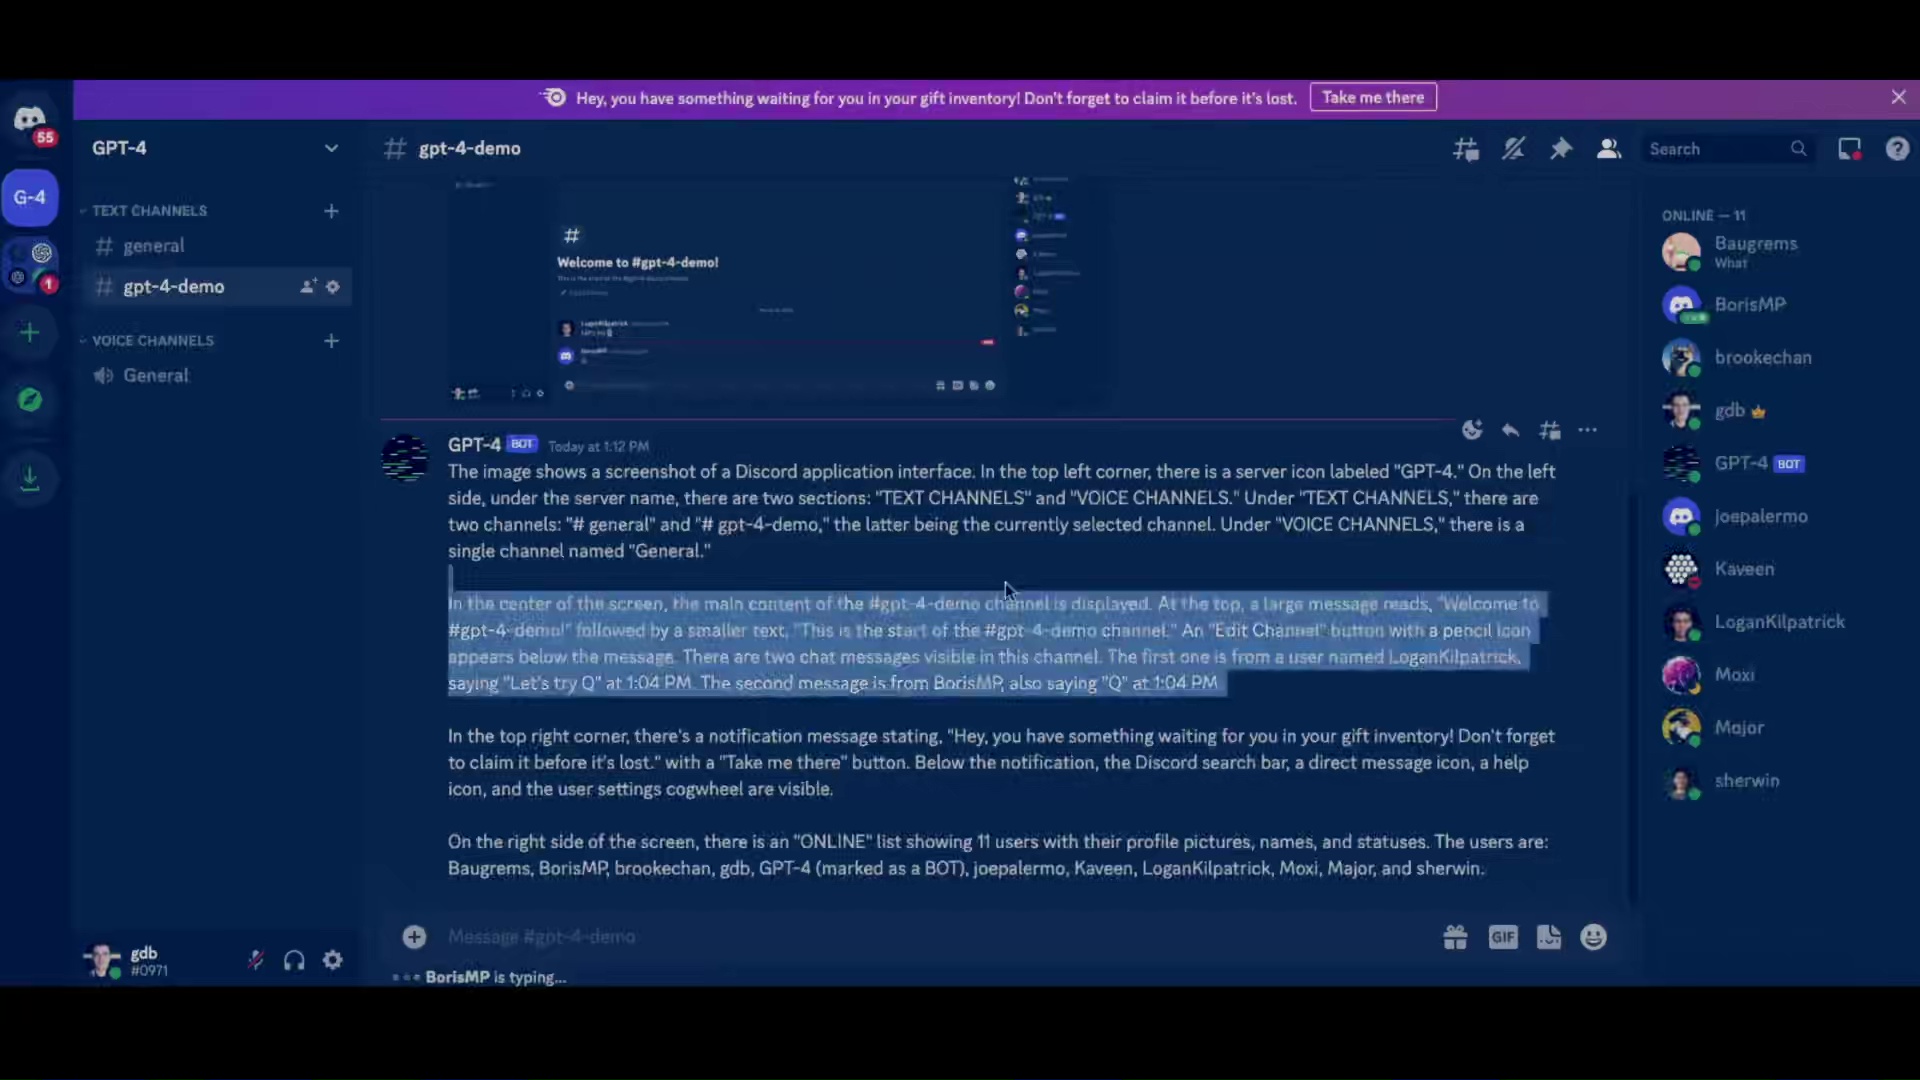 Hey, you have something waiting for you in your gift inventory! Don't forget to claim it before it's lost.
Take me there
55
GPT-4
# gpt-4-demo
Search
G-4
TEXT CHANNELS
# general
# gpt-4-demo
1
VOICE CHANNELS
General
#
Welcome to #gpt-4-demo!
GPT-4 BOT Today at 1:12 PM
The image shows a screenshot of a Discord application interface. In the top left corner, there is a server icon labeled "GPT-4." On the left
side, under the server name, there are two sections: "TEXT CHANNELS" and "VOICE CHANNELS." Under "TEXT CHANNELS," there are
two channels: "# general" and "# gpt-4-demo," the latter being the currently selected channel. Under "VOICE CHANNELS," there is a
single channel named "General."
In the center of the screen, the main content of the #gpt-4-demo channel is displayed. At the top, a large message reads, "Welcome to
#gpt-4-demo!" followed by a smaller text, "This is the start of the #gpt-4-demo channel." An "Edit Channel" button with a pencil icon
appears below the message. There are two chat messages visible in this channel. The first one is from a user named LoganKilpatrick,
saying "Let's try Q" at 1:04 PM. The second message is from BorisMP, also saying "Q" at 1:04 PM
In the top right corner, there's a notification message stating, "Hey, you have something waiting for you in your gift inventory! Don't forget
to claim it before it's lost." with a "Take me there" button. Below the notification, the Discord search bar, a direct message icon, a help
icon, and the user settings cogwheel are visible.
On the right side of the screen, there is an "ONLINE" list showing 11 users with their profile pictures, names, and statuses. The users are:
Baugrems, BorisMP, brookechan, gdb, GPT-4 (marked as a BOT), joepalermo, Kaveen, LoganKilpatrick, Moxi, Major, and sherwin.
Message #gpt-4-demo
GIF
BorisMP is typing...
gdb
#0971
ONLINE — 11
Baugrems
What
BorisMP
brookechan
gdb
GPT-4 BOT
joepalermo
Kaveen
LoganKilpatrick
Moxi
Major
sherwin